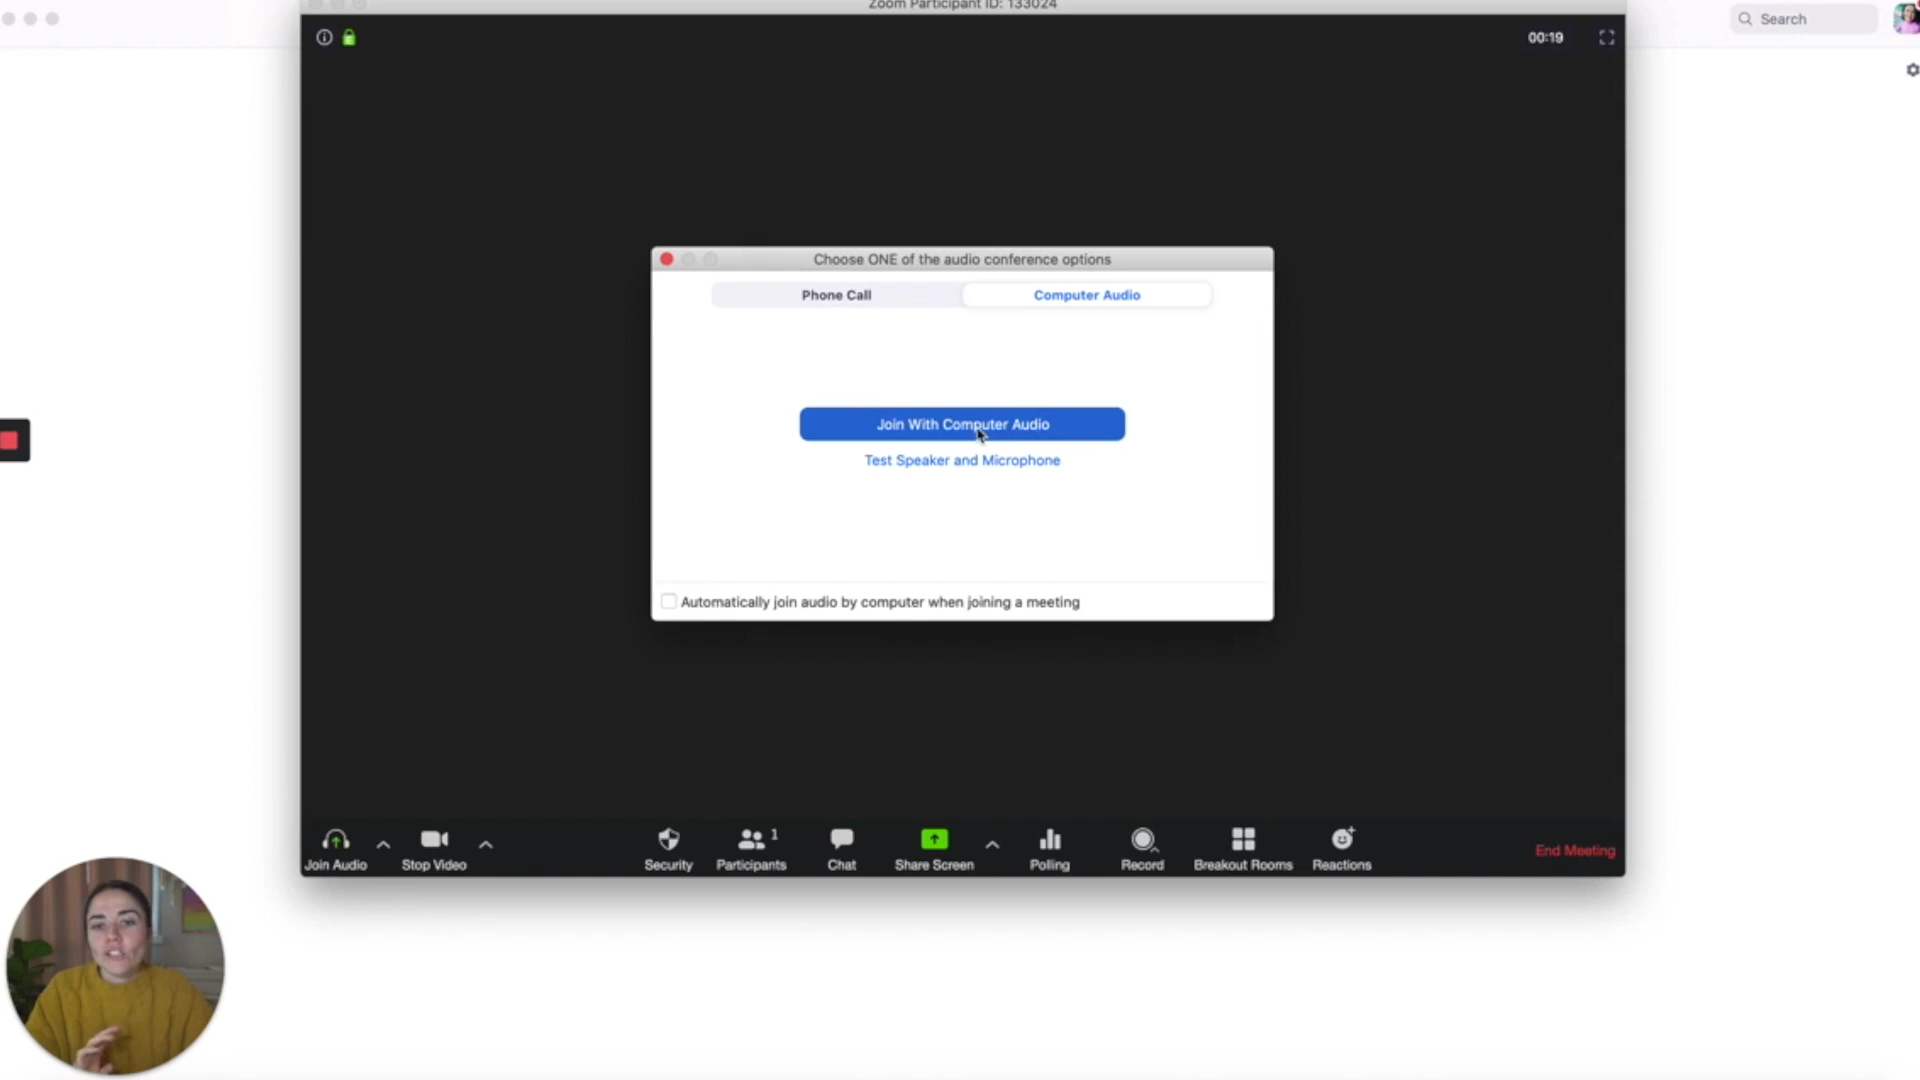 Zoom Participant ID: 133024
Search
00:19
Choose ONE of the audio conference options
Phone Call
Computer Audio
Join With Computer Audio
Test Speaker and Microphone
Automatically join audio by computer when joining a meeting
1
Join Audio
Stop Video
Security
Participants
Chat
Share Screen
Polling
Record
Breakout Rooms
Reactions
End Meeting